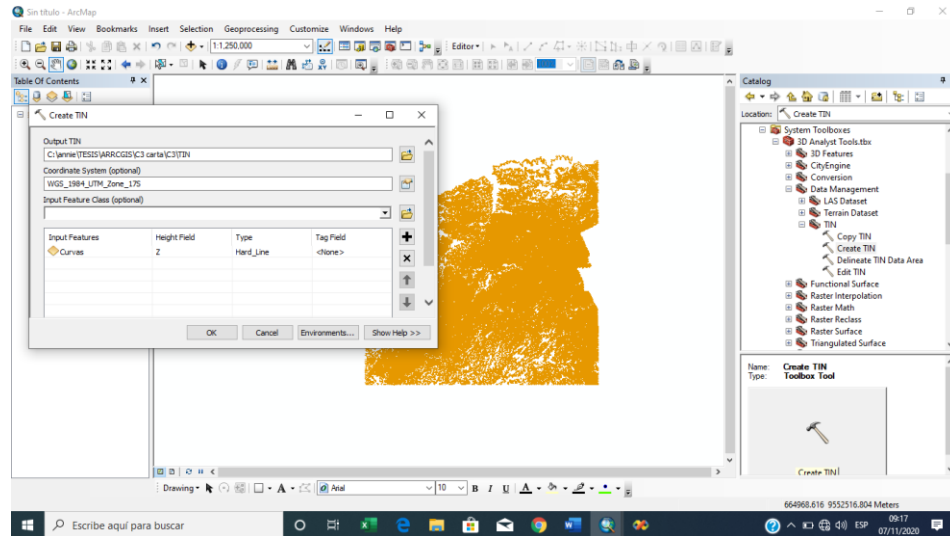 Sin título - ArcMap
File Edit View Bookmarks Insert Selection Geoprocessing Customize Windows Help
1:1,250,000
Editor
Table Of Contents
Create TIN
Output TIN
C:\annie\TESIS\ARRCGIS\C3 carta\C3\TIN
Coordinate System (optional)
WGS_1984_UTM_Zone_17S
Input Feature Class (optional)
Input Features Height Field Type Tag Field
Curvas Z Hard_Line <None>
OK Cancel Environments... Show Help >>
Catalog
Location: Create TIN
System Toolboxes
3D Analyst Tools.tbx
3D Features
CityEngine
Conversion
Data Management
LAS Dataset
Terrain Dataset
TIN
Copy TIN
Create TIN
Delineate TIN Data Area
Edit TIN
Functional Surface
Raster Interpolation
Raster Math
Raster Reclass
Raster Surface
Triangulated Surface
Name: Create TIN
Type: Toolbox Tool
Create TIN
Drawing A Arial 10 B I U A
664968.616 9552516.804 Meters
Escribe aquí para buscar
ESP
09:17
07/11/2020